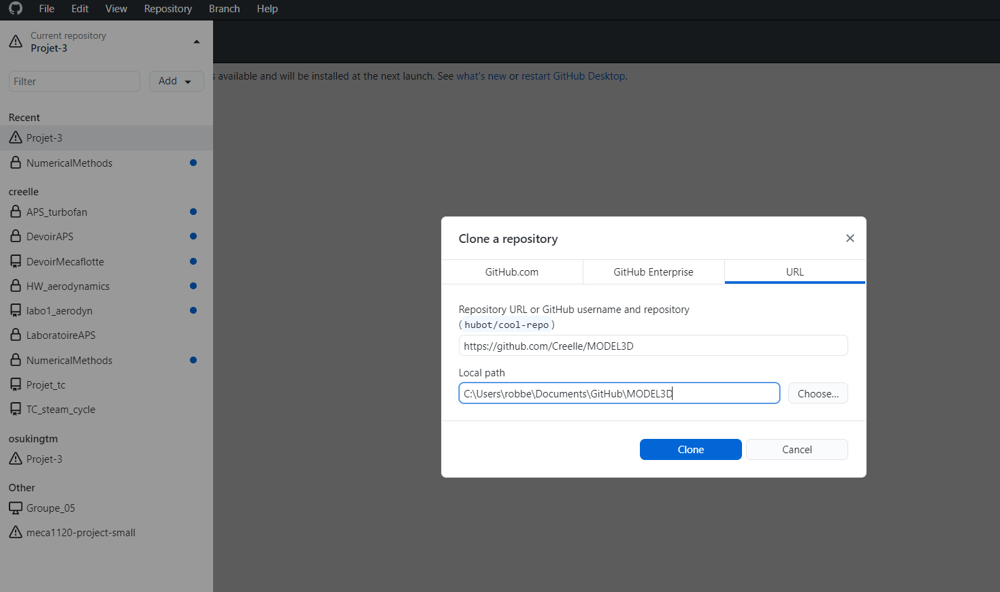 File Edit View Repository Branch Help
Current repository
Projet-3
Filter
Add
s available and will be installed at the next launch. See what's new or restart GitHub Desktop.
Recent
Projet-3
NumericalMethods
creelle
APS_turbofan
DevoirAPS
DevoirMecaflotte
HW_aerodynamics
labo1_aerodyn
LaboratoireAPS
NumericalMethods
Projet_tc
TC_steam_cycle
osukingtm
Projet-3
Other
Groupe_05
meca1120-project-small
Clone a repository
GitHub.com GitHub Enterprise URL
Repository URL or GitHub username and repository
(hubot/cool-repo)
https://github.com/Creelle/MODEL3D
Local path
C:\Users\robbe\Documents\GitHub\MODEL3D
Choose...
Clone Cancel